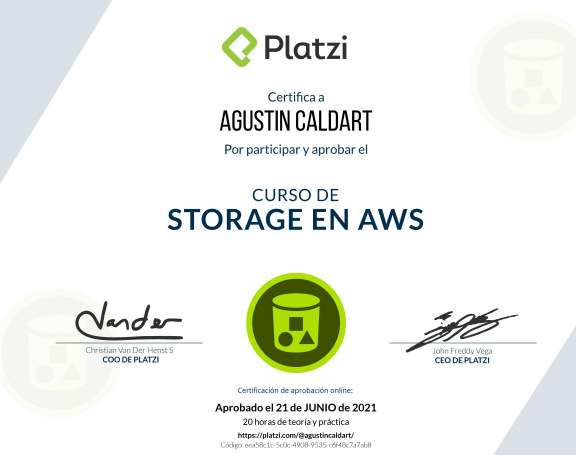 Platzi
Certifica a
AGUSTIN CALDART
Por participar y aprobar el
CURSO DE
STORAGE EN AWS
Christian Van Der Henst S
COO DE PLATZI
John Freddy Vega
CEO DE PLATZI
Certificación de aprobación online:
Aprobado el 21 de JUNIO de 2021
20 horas de teoría y práctica
https://platzi.com/@agustincaldart/
Código: eea58c1c-5c0c-4908-9535-c6f48c7a7ab8